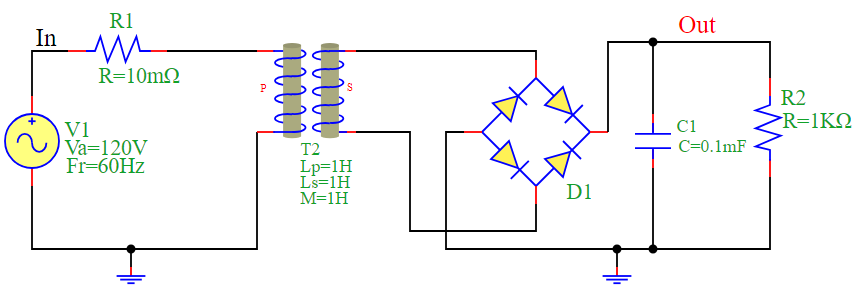 In
R1
R=10mΩ
Out
P
S
V1
Va=120V
Fr=60Hz
T2
Lp=1H
Ls=1H
M=1H
D1
C1
C=0.1mF
R2
R=1KΩ